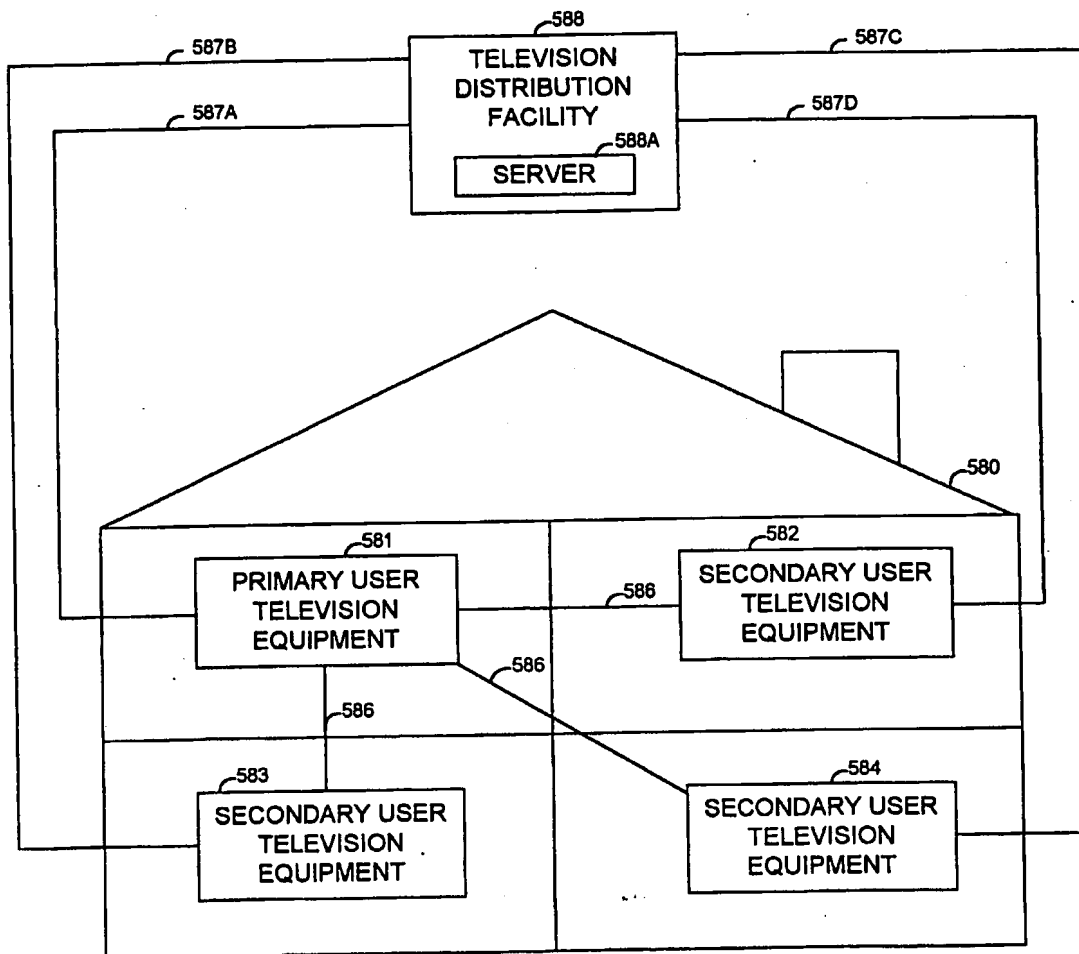 587B
588
587C
TELEVISION
DISTRIBUTION
FACILITY
587A
587D
588A
SERVER
580
581
582
PRIMARY USER
TELEVISION
EQUIPMENT
SECONDARY USER
TELEVISION
EQUIPMENT
586
586
586
583
584
SECONDARY USER
TELEVISION
EQUIPMENT
SECONDARY USER
TELEVISION
EQUIPMENT